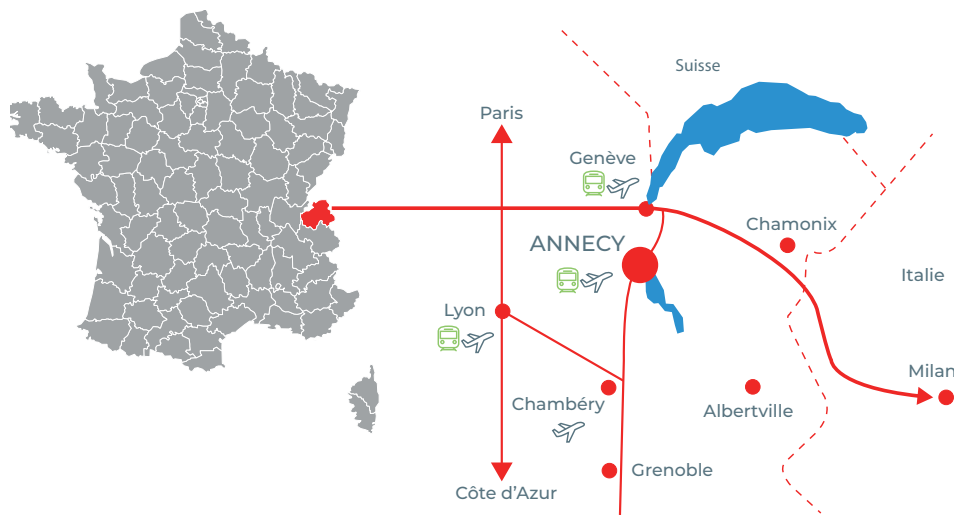 Suisse
Paris
Genève
Chamonix
ANNECY
Italie
Lyon
Milan
Chambéry
Albertville
Grenoble
Côte d'Azur